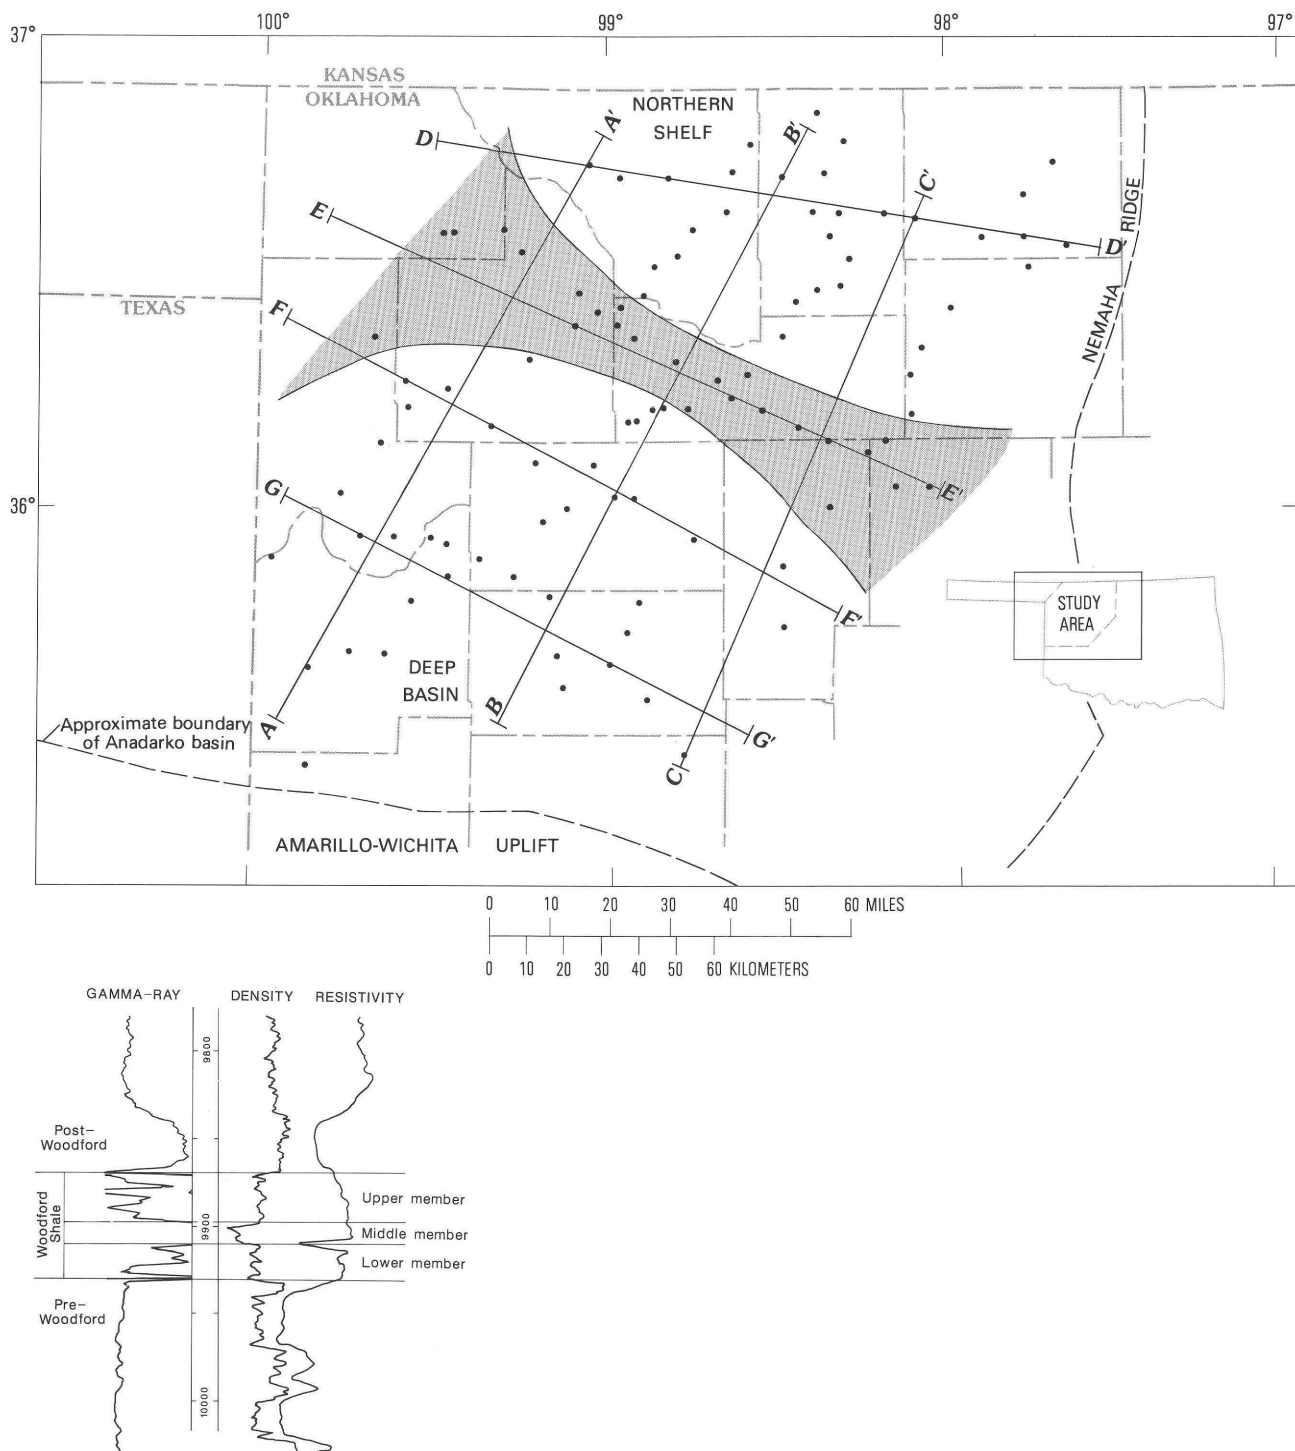 100° 99° 98° 97°
37°
KANSAS
OKLAHOMA
NORTHERN
SHELF
A'
B'
D
C'
E
D'
NEMAHA RIDGE
TEXAS
F
G
E'
36°
STUDY
AREA
F'
DEEP
BASIN
B
A
G'
C
Approximate boundary
of Anadarko basin
AMARILLO-WICHITA UPLIFT
0 10 20 30 40 50 60 MILES
0 10 20 30 40 50 60 KILOMETERS
GAMMA-RAY DENSITY RESISTIVITY
9800
Post-
Woodford
Woodford
Shale
Upper member
9900
Middle member
Lower member
Pre-
Woodford
10000